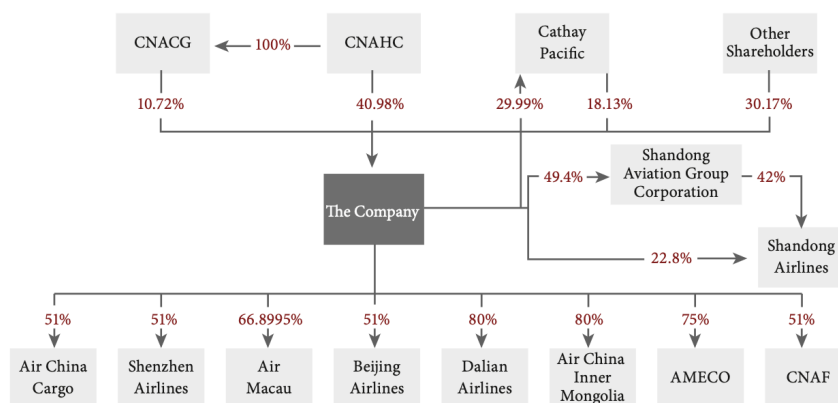 CNACG
100%
CNAHC
Cathay
Pacific
Other
Shareholders
10.72%
40.98%
29.99%
18.13%
30.17%
The Company
49.4%
Shandong
Aviation Group
Corporation
42%
22.8%
Shandong
Airlines
51%
51%
66.8995%
51%
80%
80%
75%
51%
Air China
Cargo
Shenzhen
Airlines
Air
Macau
Beijing
Airlines
Dalian
Airlines
Air China
Inner
Mongolia
AMECO
CNAF